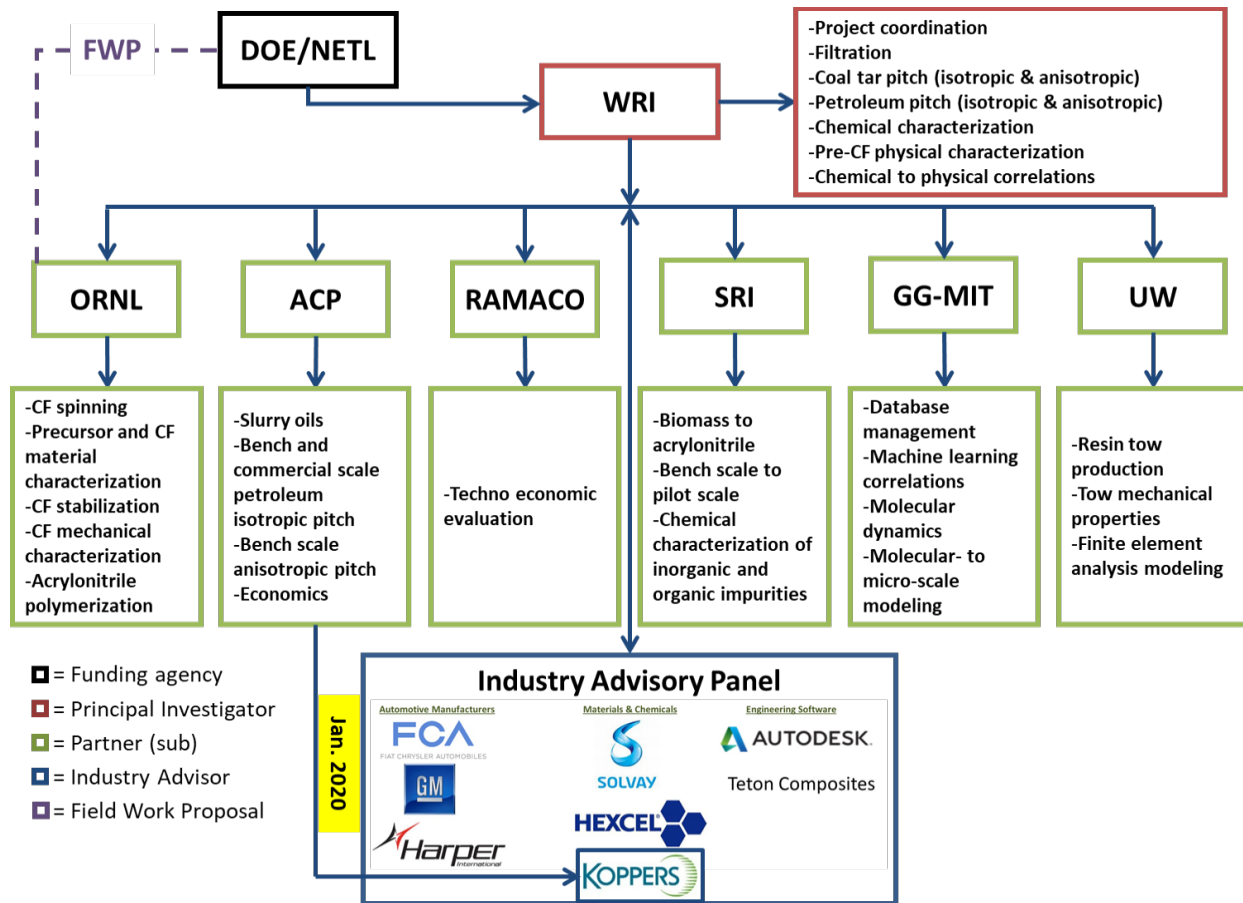 FWP
DOE/NETL
WRI
-Project coordination
-Filtration
-Coal tar pitch (isotropic & anisotropic)
-Petroleum pitch (isotropic & anisotropic)
-Chemical characterization
-Pre-CF physical characterization
-Chemical to physical correlations
ORNL
ACP
RAMACO
SRI
GG-MIT
UW
-CF spinning
-Precursor and CF
material
characterization
-CF stabilization
-CF mechanical
characterization
-Acrylonitrile
polymerization
-Slurry oils
-Bench and
commercial scale
petroleum
isotropic pitch
-Bench scale
anisotropic pitch
-Economics
-Techno economic
evaluation
-Biomass to
acrylonitrile
-Bench scale to
pilot scale
-Chemical
characterization of
inorganic and
organic impurities
-Database
management
-Machine learning
correlations
-Molecular
dynamics
-Molecular- to
micro-scale
modeling
-Resin tow
production
-Tow mechanical
properties
-Finite element
analysis modeling
= Funding agency
= Principal Investigator
= Partner (sub)
= Industry Advisor
= Field Work Proposal
Jan. 2020
Industry Advisory Panel
Automotive Manufacturers
FCA
FIAT CHRYSLER AUTOMOBILES
GM
Harper
International
Materials & Chemicals
SOLVAY
HEXCEL
KOPPERS
Engineering Software
AUTODESK.
Teton Composites